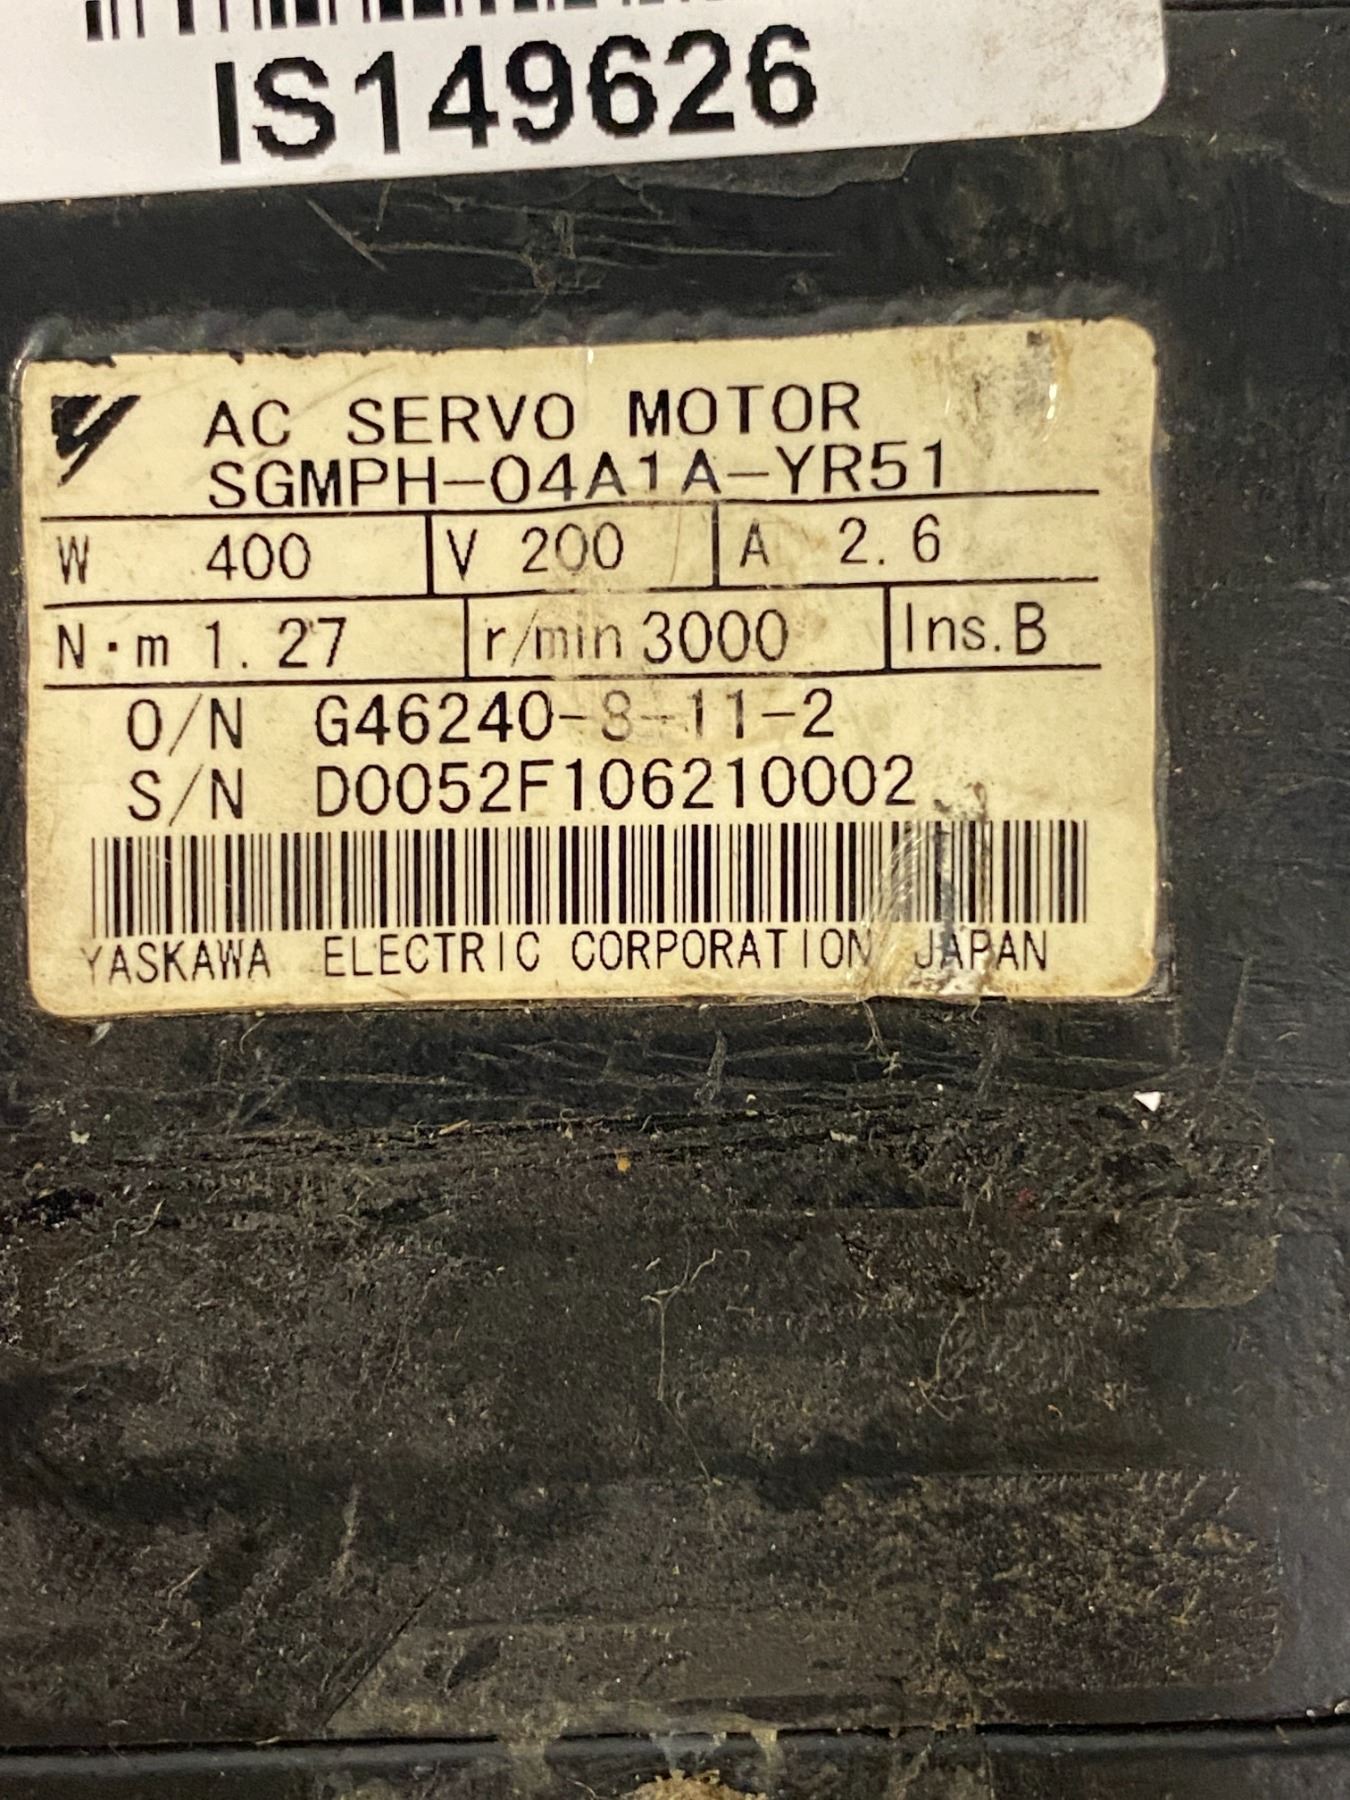 IS149626
AC SERVO MOTOR
SGMPH-04A1A-YR51
W 400 V 200 A 2.6
N·m 1.27 r/min 3000 Ins.B
O/N G46240-8-11-2
S/N D0052F106210002
YASKAWA ELECTRIC CORPORATION JAPAN